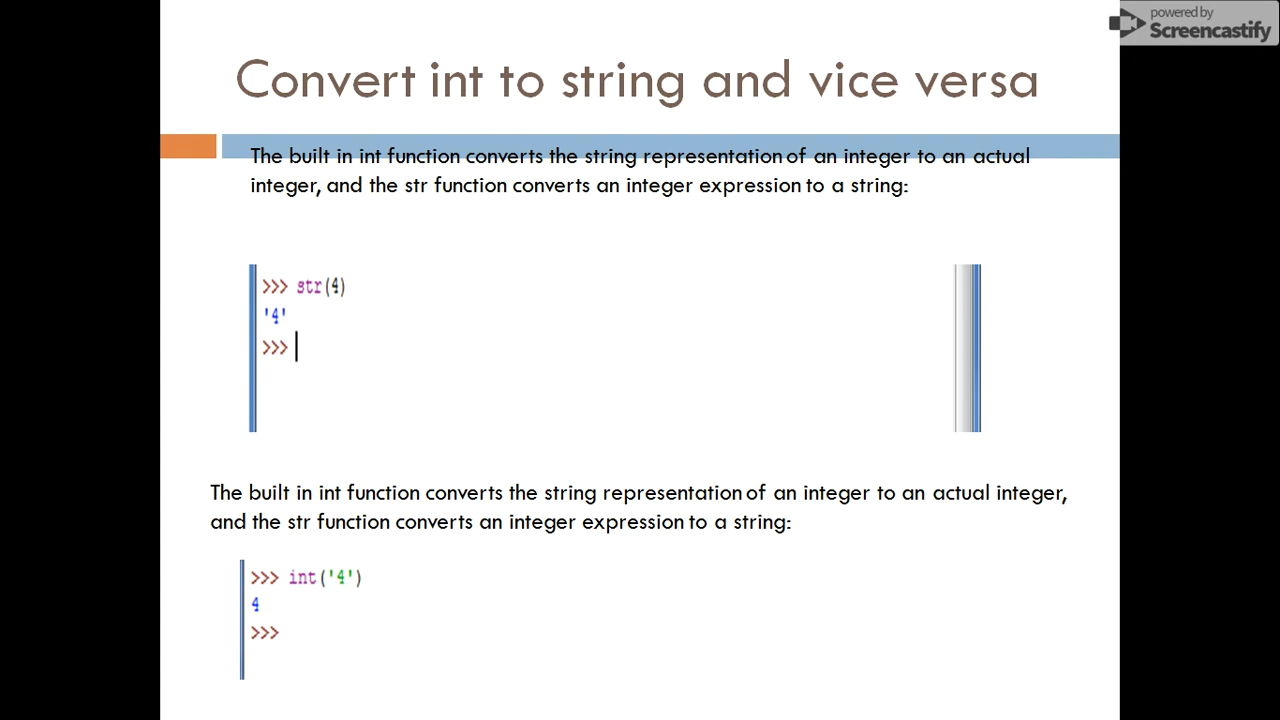 powered by
Screencastify
Convert int to string and vice versa
The built in int function converts the string representation of an integer to an actual
integer, and the str function converts an integer expression to a string:
>>> str(4)
'4'
>>>
The built in int function converts the string representation of an integer to an actual integer,
and the str function converts an integer expression to a string:
>>> int('4')
4
>>>